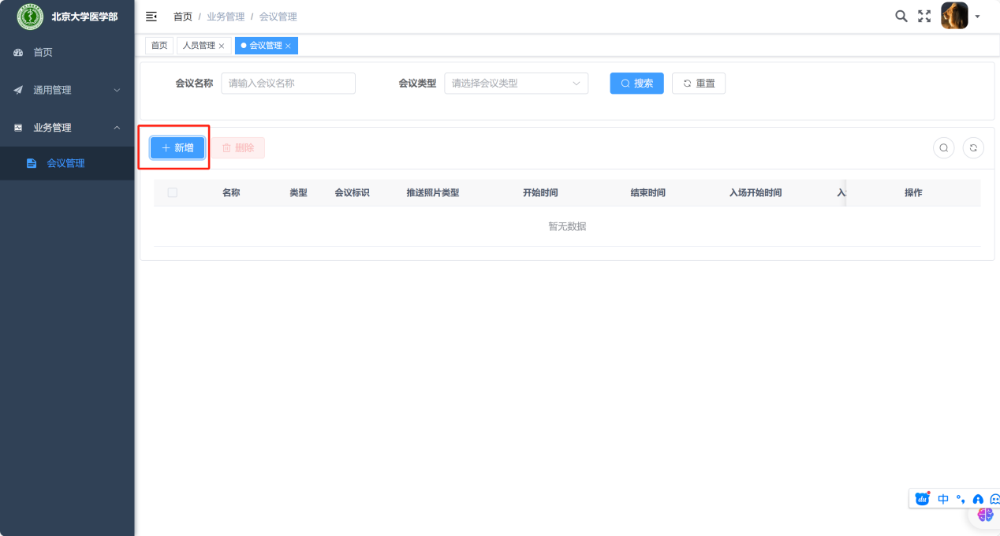 北京大学医学部
首页 / 业务管理 / 会议管理
首页
人员管理
会议管理
首页
通用管理
业务管理
会议管理
会议名称 请输入会议名称 会议类型 请选择会议类型 搜索 重置
新增 删除
名称 类型 会议标识 推送照片类型 开始时间 结束时间 入场开始时间 入 操作
暂无数据
du 中